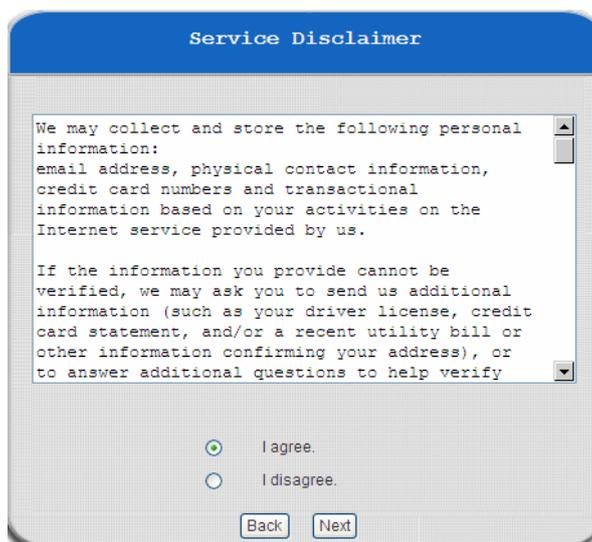 Service Disclaimer
We may collect and store the following personal
information:
email address, physical contact information,
credit card numbers and transactional
information based on your activities on the
Internet service provided by us.
If the information you provide cannot be
verified, we may ask you to send us additional
information (such as your driver license, credit
card statement, and/or a recent utility bill or
other information confirming your address), or
to answer additional questions to help verify
I agree.
I disagree.
Back Next